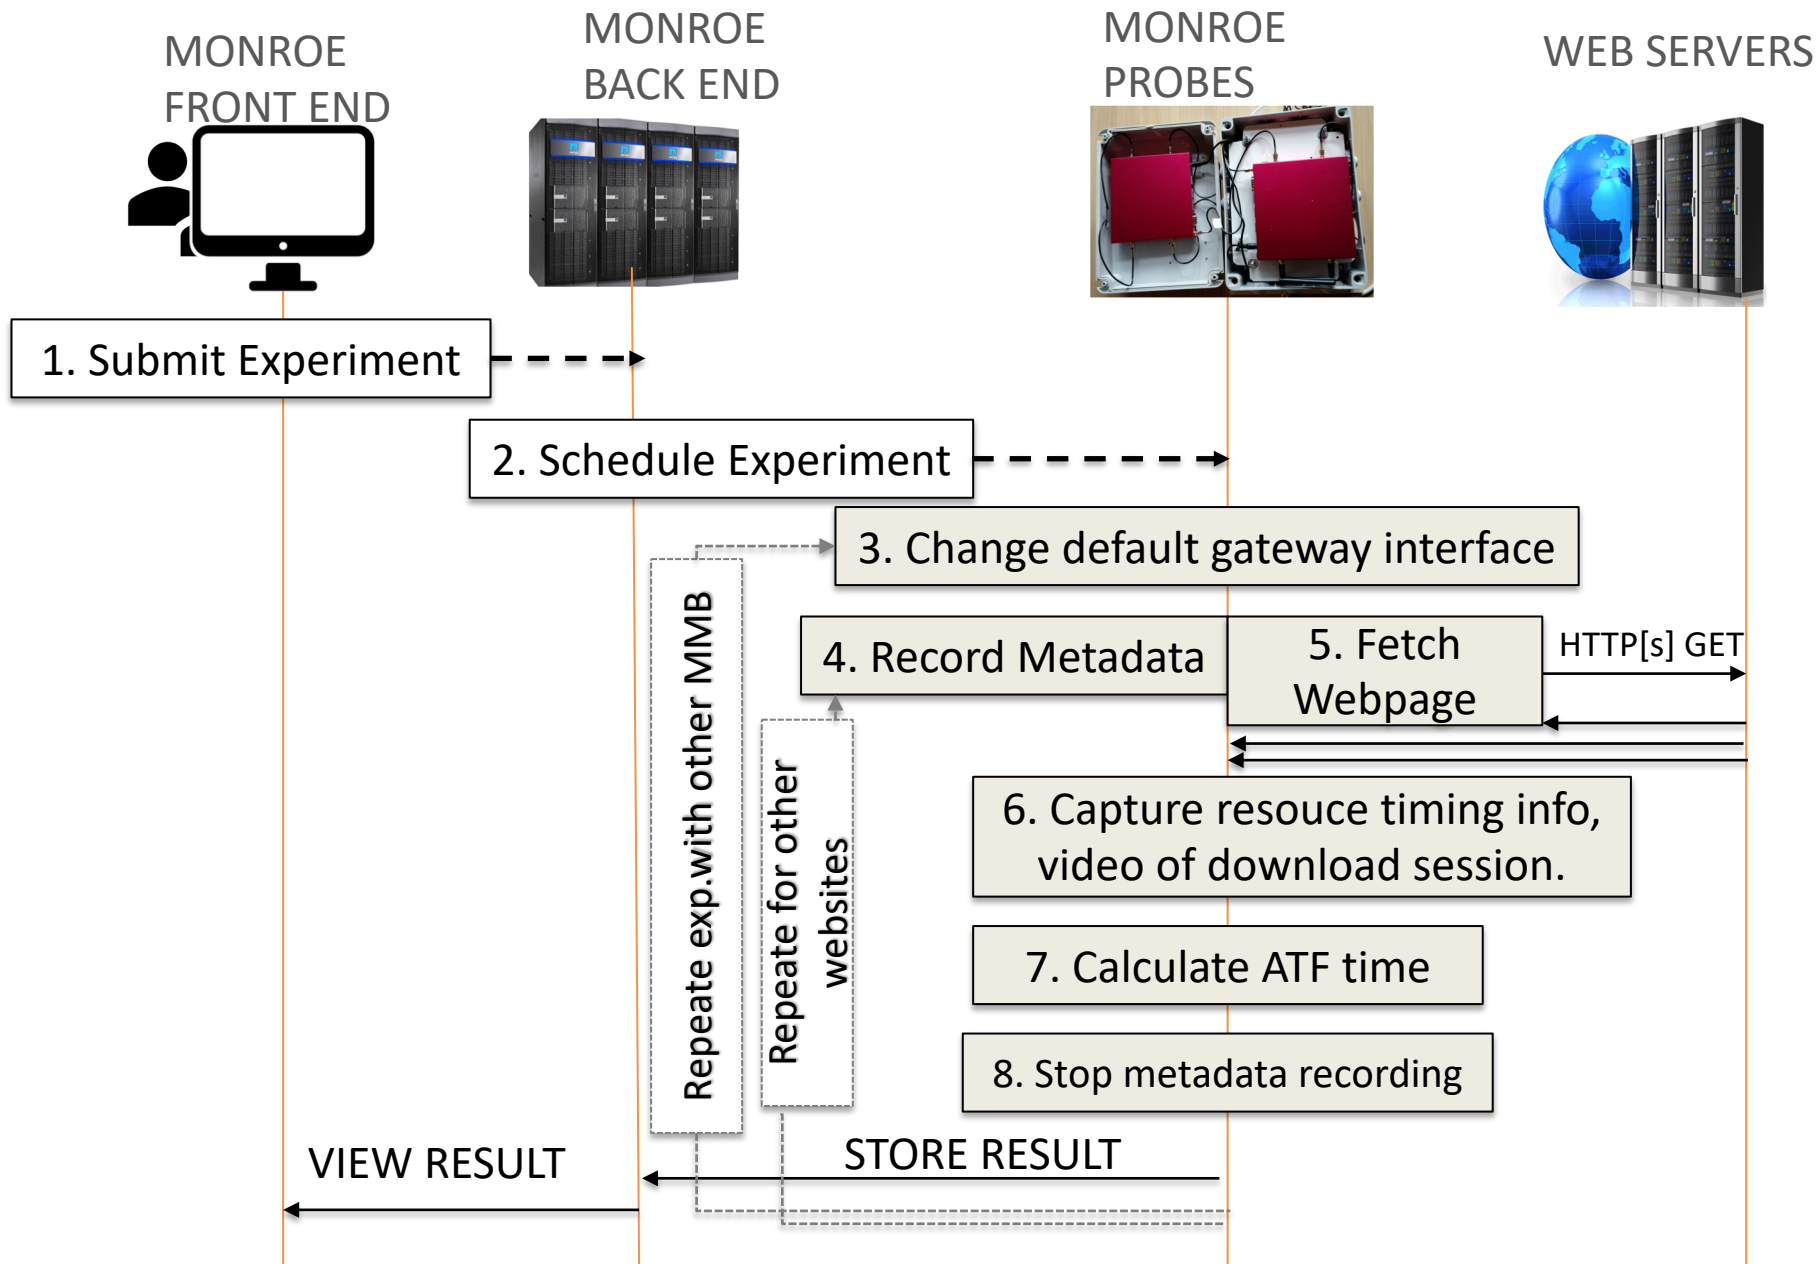 MONROE
FRONT END
MONROE
BACK END
MONROE
PROBES
WEB SERVERS
1. Submit Experiment
2. Schedule Experiment
3. Change default gateway interface
4. Record Metadata
5. Fetch
Webpage
HTTP[s] GET
Repeate exp.with other MMB
Repeate for other
websites
6. Capture resouce timing info,
video of download session.
7. Calculate ATF time
8. Stop metadata recording
VIEW RESULT
STORE RESULT